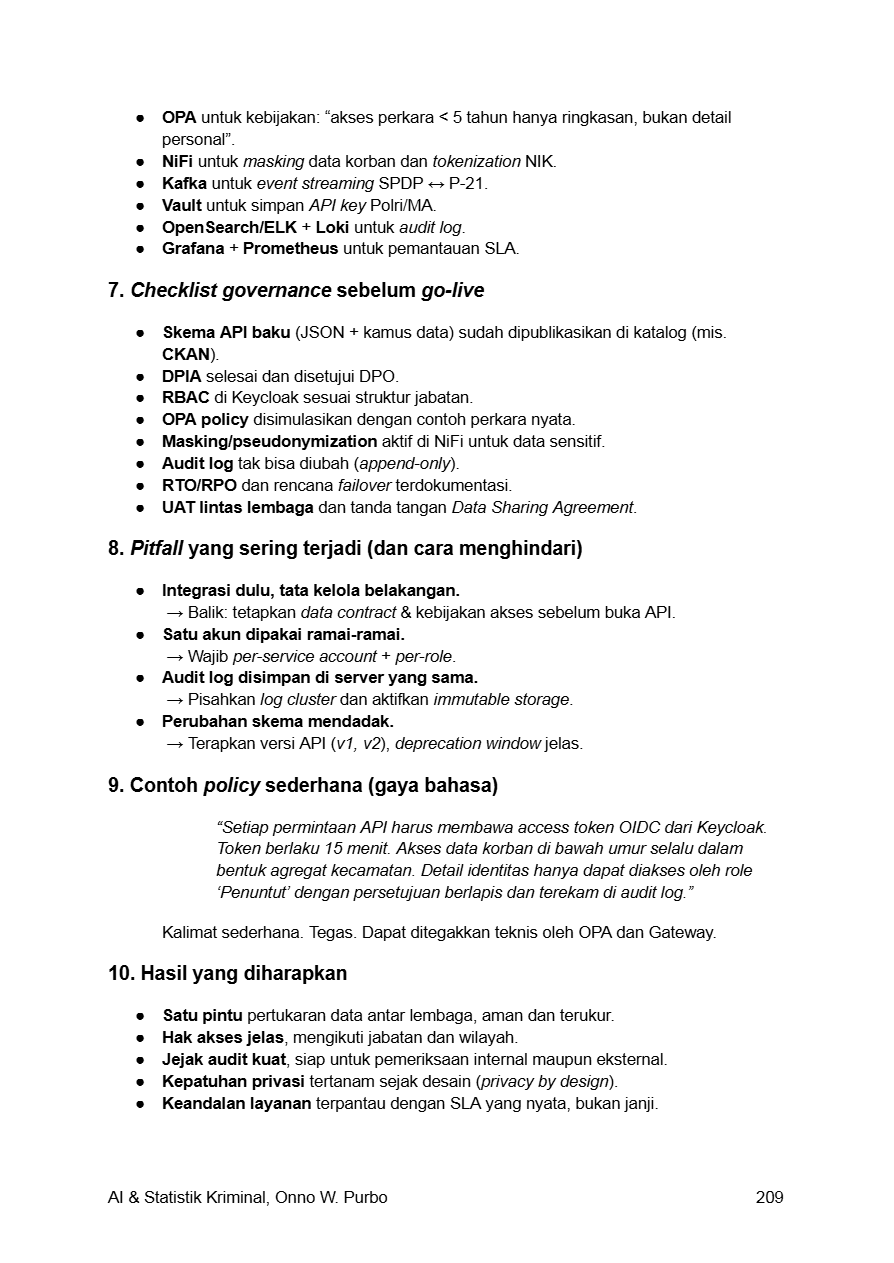 ● OPA untuk kebijakan: “akses perkara < 5 tahun hanya ringkasan, bukan detail
personal”.
● NiFi untuk masking data korban dan tokenization NIK.
● Kafka untuk event streaming SPDP ↔ P-21.
● Vault untuk simpan API key Polri/MA.
● OpenSearch/ELK + Loki untuk audit log.
● Grafana + Prometheus untuk pemantauan SLA.
7. Checklist governance sebelum go-live
● Skema API baku (JSON + kamus data) sudah dipublikasikan di katalog (mis.
CKAN).
● DPIA selesai dan disetujui DPO.
● RBAC di Keycloak sesuai struktur jabatan.
● OPA policy disimulasikan dengan contoh perkara nyata.
● Masking/pseudonymization aktif di NiFi untuk data sensitif.
● Audit log tak bisa diubah (append-only).
● RTO/RPO dan rencana failover terdokumentasi.
● UAT lintas lembaga dan tanda tangan Data Sharing Agreement.
8. Pitfall yang sering terjadi (dan cara menghindari)
● Integrasi dulu, tata kelola belakangan.
→ Balik: tetapkan data contract & kebijakan akses sebelum buka API.
● Satu akun dipakai ramai-ramai.
→ Wajib per-service account + per-role.
● Audit log disimpan di server yang sama.
→ Pisahkan log cluster dan aktifkan immutable storage.
● Perubahan skema mendadak.
→ Terapkan versi API (v1, v2), deprecation window jelas.
9. Contoh policy sederhana (gaya bahasa)
“Setiap permintaan API harus membawa access token OIDC dari Keycloak.
Token berlaku 15 menit. Akses data korban di bawah umur selalu dalam
bentuk agregat kecamatan. Detail identitas hanya dapat diakses oleh role
‘Penuntut’ dengan persetujuan berlapis dan terekam di audit log.”
Kalimat sederhana. Tegas. Dapat ditegakkan teknis oleh OPA dan Gateway.
10. Hasil yang diharapkan
● Satu pintu pertukaran data antar lembaga, aman dan terukur.
● Hak akses jelas, mengikuti jabatan dan wilayah.
● Jejak audit kuat, siap untuk pemeriksaan internal maupun eksternal.
● Kepatuhan privasi tertanam sejak desain (privacy by design).
● Keandalan layanan terpantau dengan SLA yang nyata, bukan janji.
AI & Statistik Kriminal, Onno W. Purbo 209